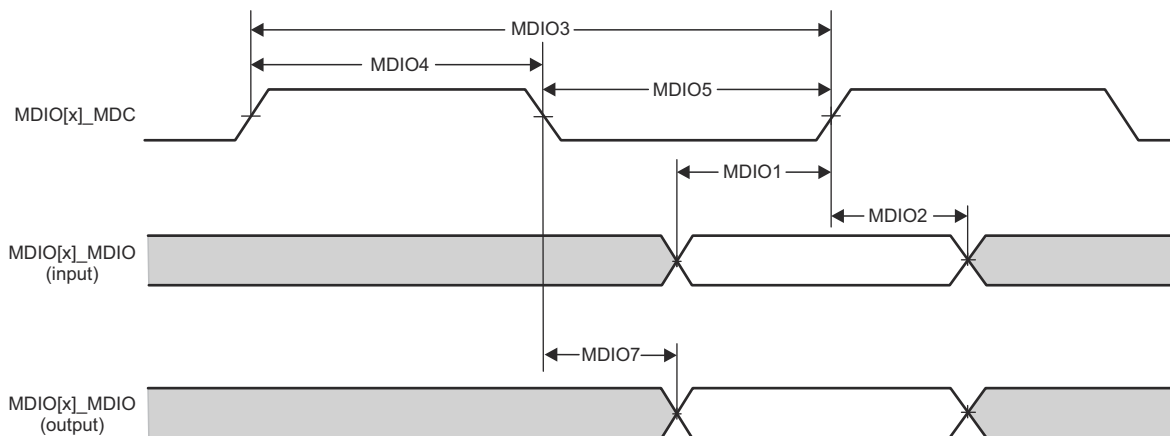 MDIO3
MDIO4
MDIO5
MDIO[x]_MDC
MDIO1
MDIO2
MDIO[x]_MDIO
(input)
MDIO7
MDIO[x]_MDIO
(output)